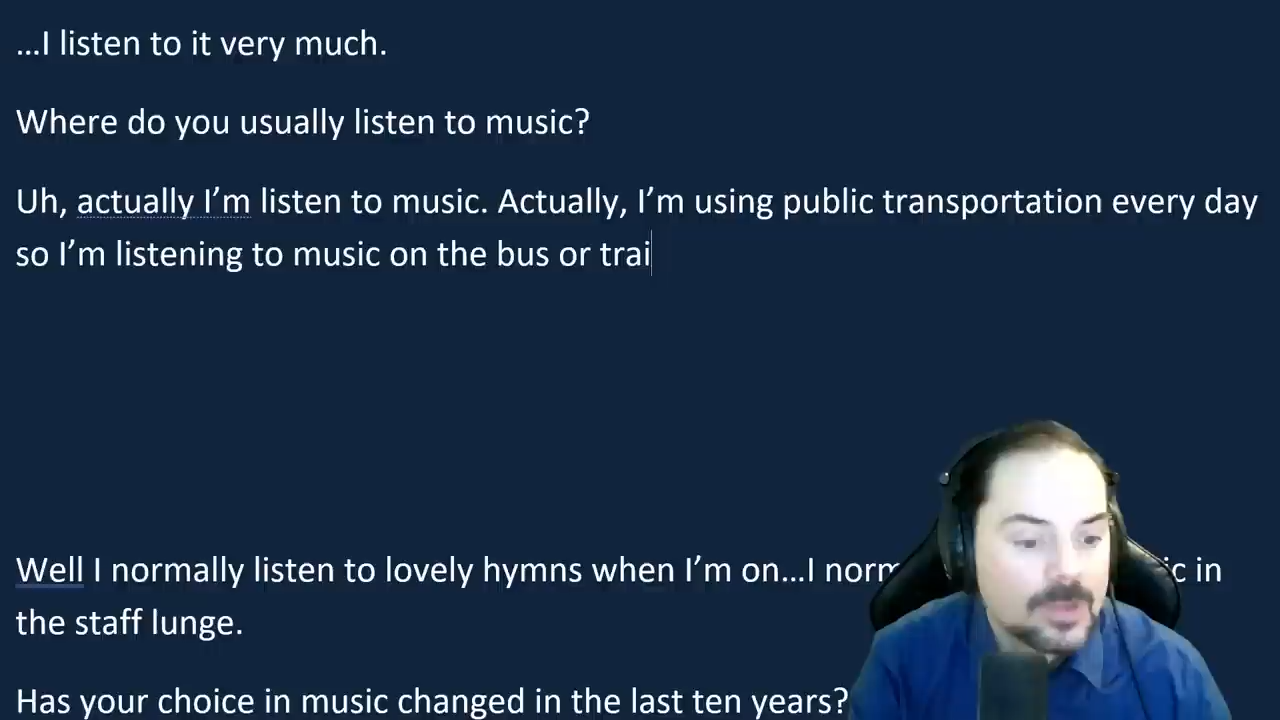 …I listen to it very much.
Where do you usually listen to music?
Uh, actually I’m listen to music. Actually, I’m using public transportation every day
so I’m listening to music on the bus or trai
Well I normally listen to lovely hymns when I’m on…I in
the staff lunge.
Has your choice in music changed in the last ten years?